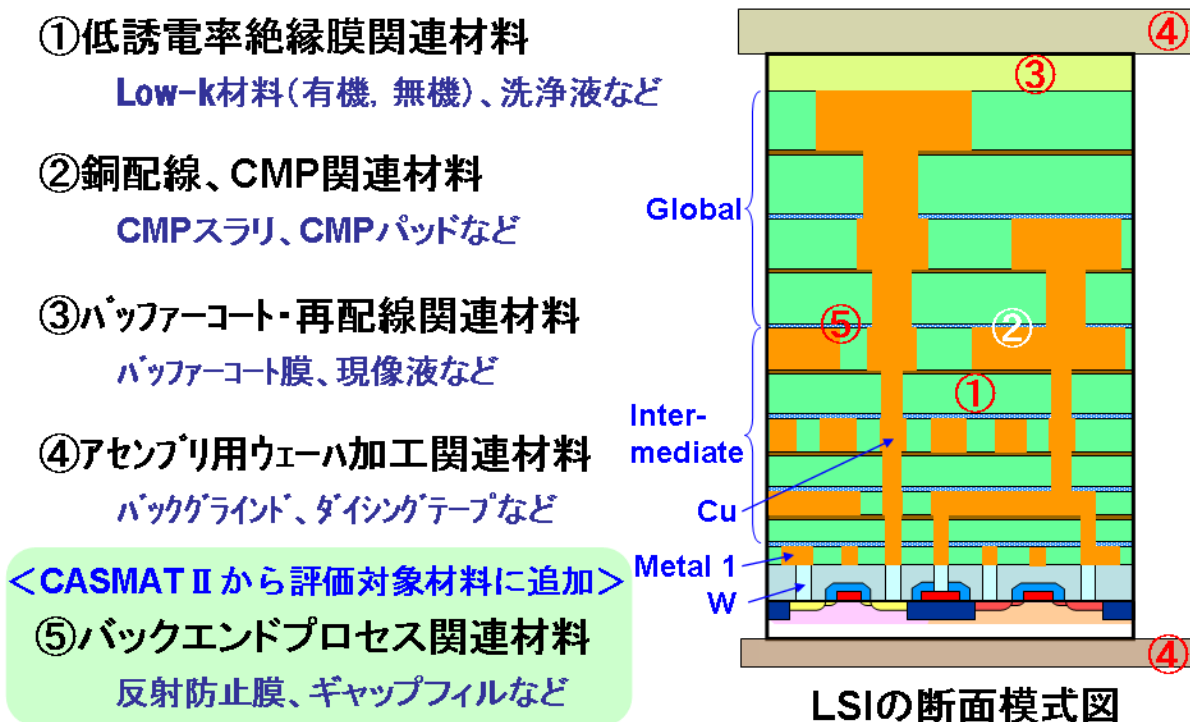 ①低誘電率絶縁膜関連材料
Low-k材料(有機, 無機)、洗浄液など
②銅配線、CMP関連材料
CMPスラリ、CMPパッドなど
③バッファーコート・再配線関連材料
バッファーコート膜、現像液など
④アセンブリ用ウェーハ加工関連材料
バックグラインド、ダイシングテープなど
<CASMATⅡから評価対象材料に追加>
⑤バックエンドプロセス関連材料
反射防止膜、ギャップフィルなど
④
③
Global
⑤
②
①
Inter-
mediate
Cu
Metal 1
W
④
LSIの断面模式図